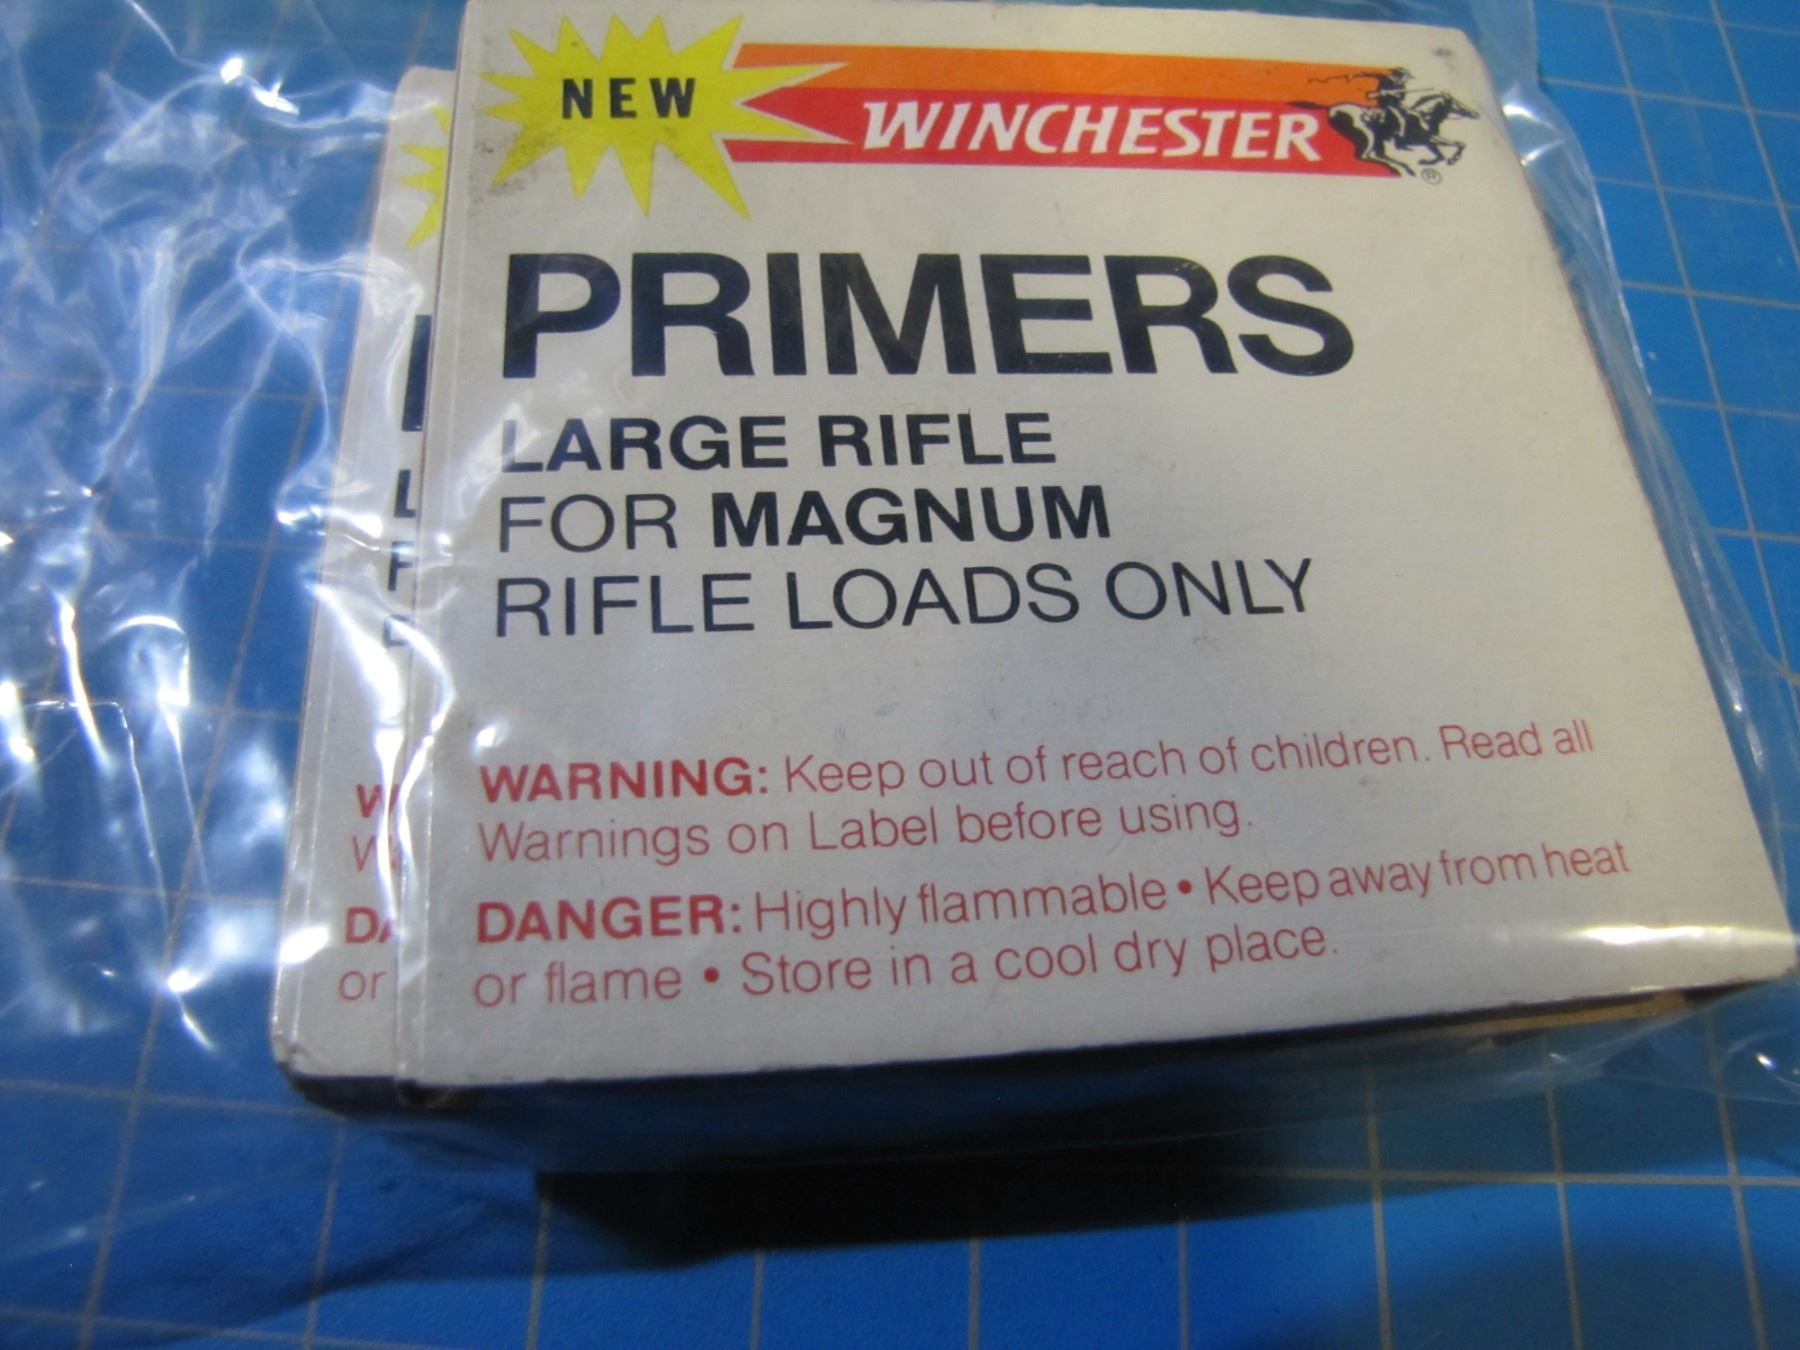 NEW
WINCHESTER
®
PRIMERS
LARGE RIFLE
FOR MAGNUM
RIFLE LOADS ONLY
WARNING: Keep out of reach of children. Read all
Warnings on Label before using.
DANGER: Highly flammable • Keep away from heat
or flame • Store in a cool dry place.
or